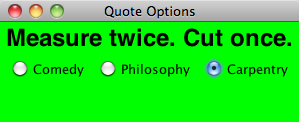 Quote Options
Measure twice. Cut once.
Comedy Philosophy Carpentry